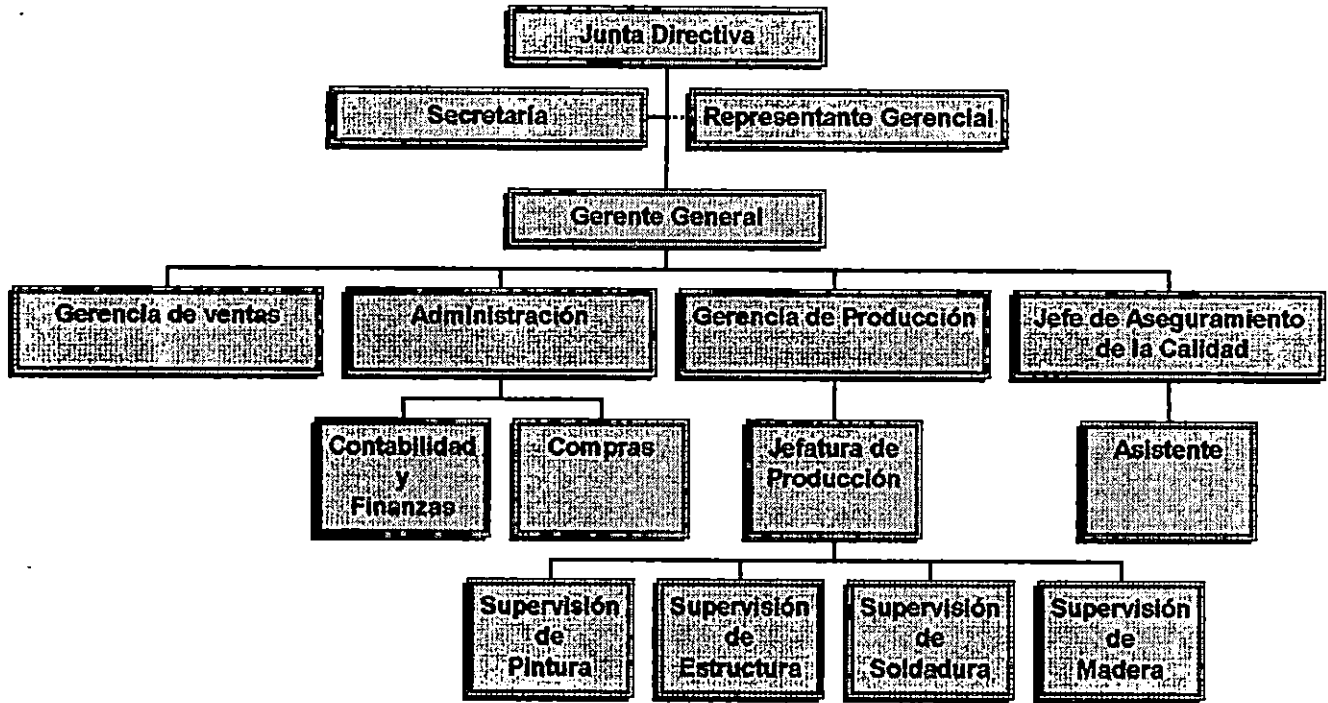 Junta Directiva
Secretaría
Representante Gerencial
Gerente General
Gerencia de ventas
Administración
Gerencia de Producción
Jefe de Aseguramiento
de la Calidad
Contabilidad
y
Finanzas
Compras
Jefatura de
Producción
Asistente
Supervisión
de
Pintura
Supervisión
de
Estructura
Supervisión
de
Soldadura
Supervisión
de
Madera